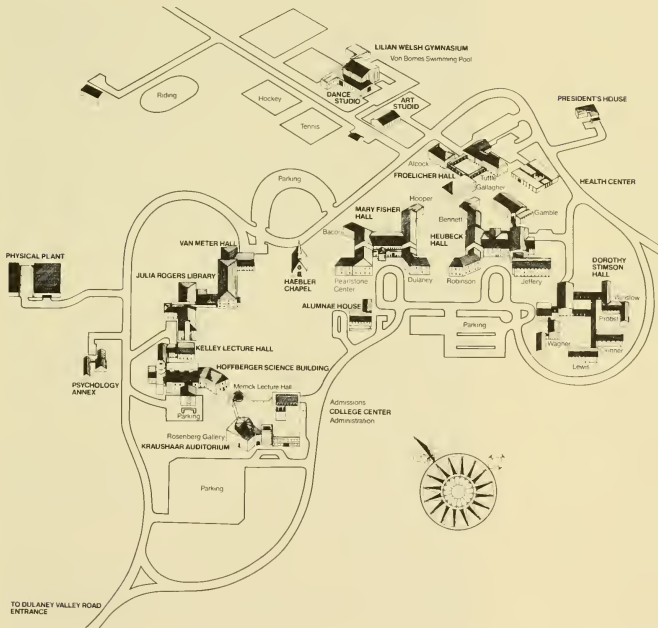 LILIAN WELSH GYMNASIUM
Von Borries Swimming Pool
DANCE
STUDIO
ART
STUDIO
PRESIDENT'S HOUSE
Riding
Hockey
Tennis
Parking
Alcock
Tuttle
FROELICHER HALL
Gallagher
HEALTH CENTER
Hooper
MARY FISHER
HALL
Bennett
Gamble
Bacon
HEUBECK
HALL
VAN METER HALL
PHYSICAL PLANT
DOROTHY
STIMSON
HALL
JULIA ROGERS LIBRARY
HAEBLER
CHAPEL
Pearlstone
Center
Dulaney
Robinson
Jeffery
Winslow
Probst
ALUMNAE HOUSE
Parking
Wagner
Conner
Lewis
KELLEY LECTURE HALL
HOFFBERGER SCIENCE BUILDING
PSYCHOLOGY
ANNEX
Merrick Lecture Hall
Parking
Admissions
COLLEGE CENTER
Administration
Rosenberg Gallery
KRAUSHAAR AUDITORIUM
Parking
TO DULANEY VALLEY ROAD
ENTRANCE